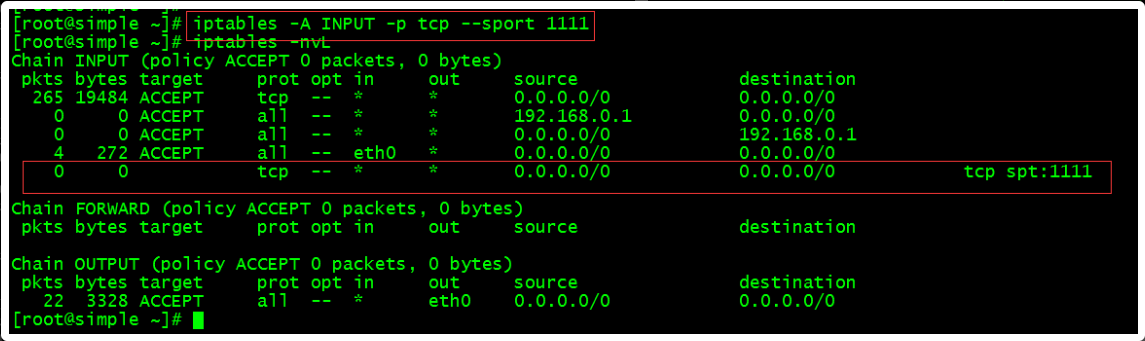 [root@simple ~]# iptables -A INPUT -p tcp --sport 1111
[root@simple ~]# iptables -nvL
Chain INPUT (policy ACCEPT 0 packets, 0 bytes)
 pkts bytes target     prot opt in     out     source               destination
  265 19484 ACCEPT     tcp  --  *      *       0.0.0.0/0            0.0.0.0/0
    0     0 ACCEPT     all  --  *      *       192.168.0.1          0.0.0.0/0
    0     0 ACCEPT     all  --  *      *       0.0.0.0/0            192.168.0.1
    4   272 ACCEPT     all  --  eth0   *       0.0.0.0/0            0.0.0.0/0
    0     0            tcp  --  *      *       0.0.0.0/0            0.0.0.0/0            tcp spt:1111
Chain FORWARD (policy ACCEPT 0 packets, 0 bytes)
 pkts bytes target     prot opt in     out     source               destination
Chain OUTPUT (policy ACCEPT 0 packets, 0 bytes)
 pkts bytes target     prot opt in     out     source               destination
   22  3328 ACCEPT     all  --  *      eth0    0.0.0.0/0            0.0.0.0/0
[root@simple ~]#